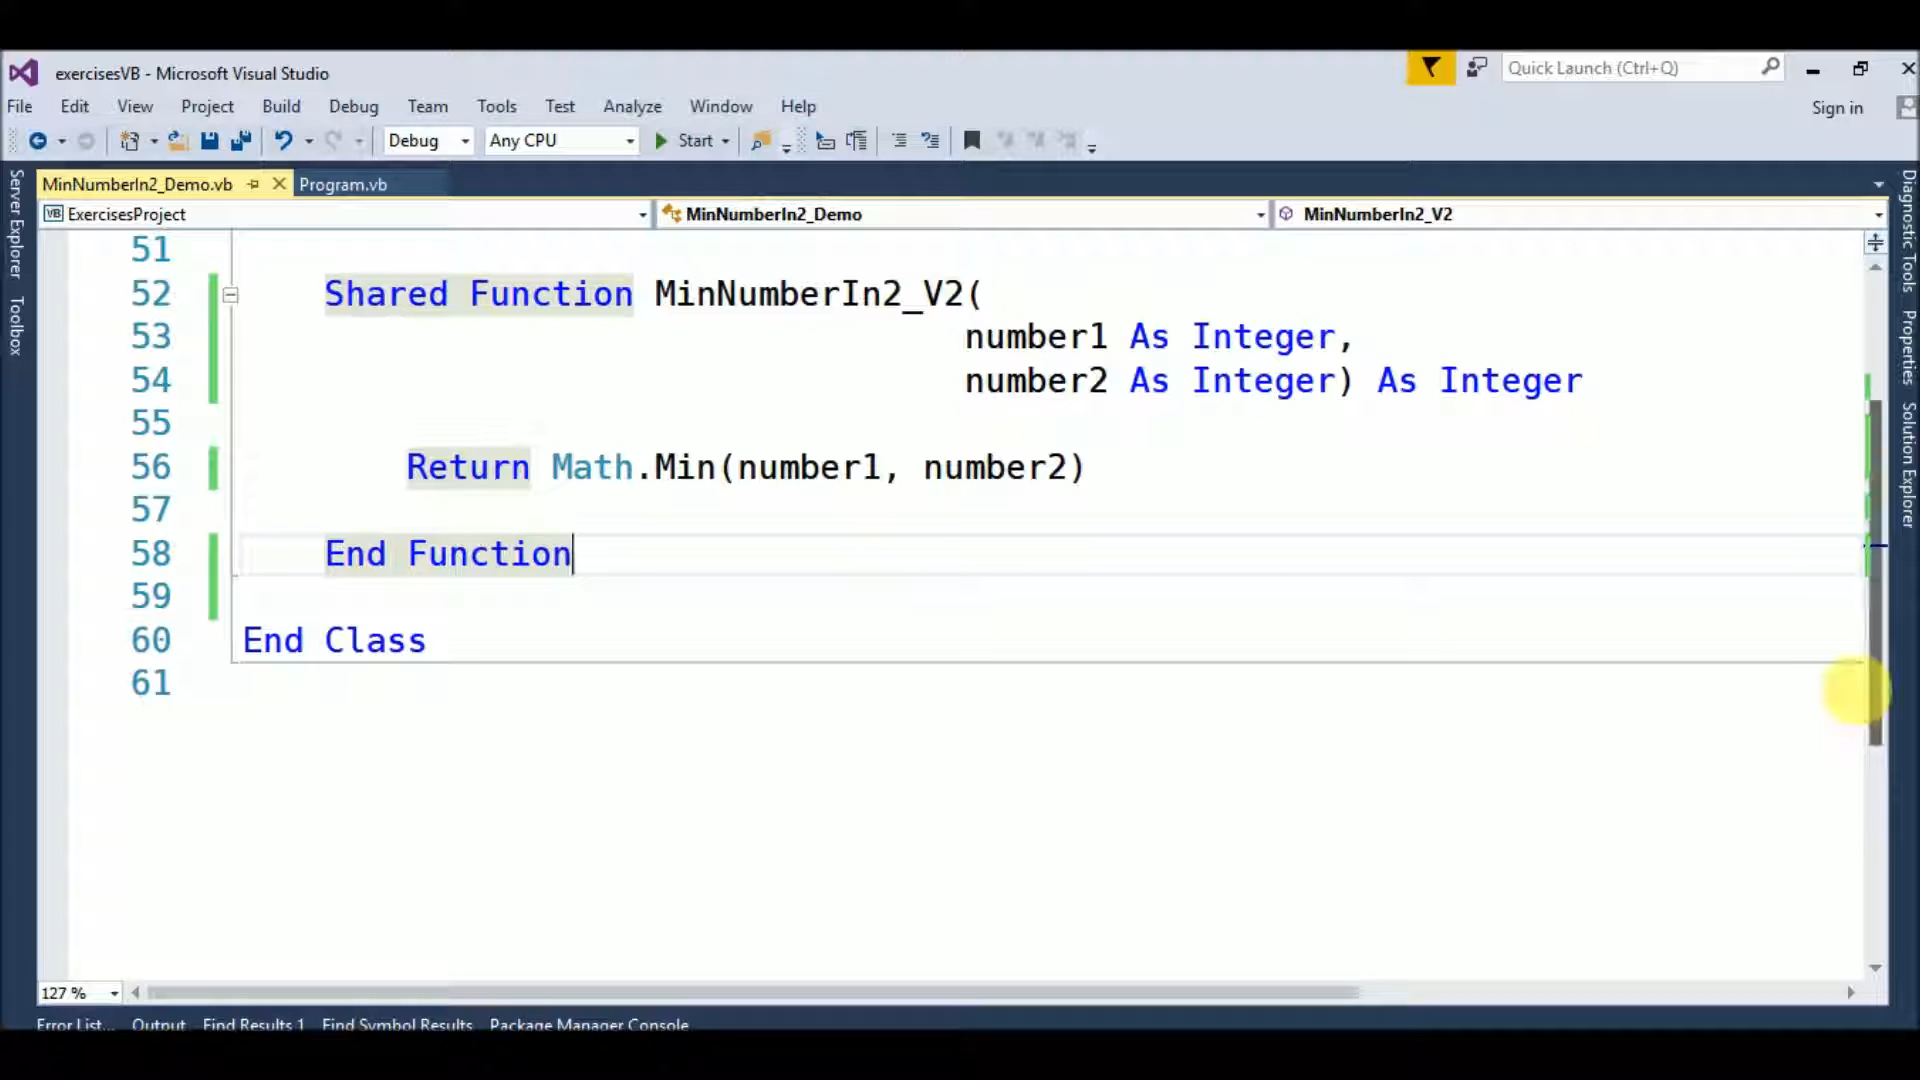 exercisesVB - Microsoft Visual Studio
Quick Launch (Ctrl+Q)
File Edit View Project Build Debug Team Tools Test Analyze Window Help
Sign in
Debug Any CPU Start
MinNumberIn2_Demo.vb Program.vb
VB ExercisesProject MinNumberIn2_Demo MinNumberIn2_V2
Server Explorer
Toolbox
51
52 Shared Function MinNumberIn2_V2(
53 number1 As Integer,
54 number2 As Integer) As Integer
55
56 Return Math.Min(number1, number2)
57
58 End Function
59
60 End Class
61
Diagnostic Tools
Properties
Solution Explorer
127 %
Error List... Output Find Results 1 Find Symbol Results Package Manager Console